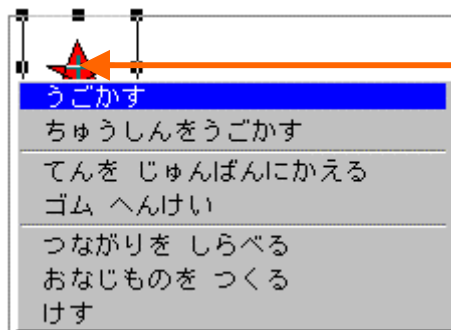 うごかす
ちゅうしんをうごかす
てんを じゅんばんにかえる
ゴム へんけい
つながりを しらべる
おなじものを つくる
けす